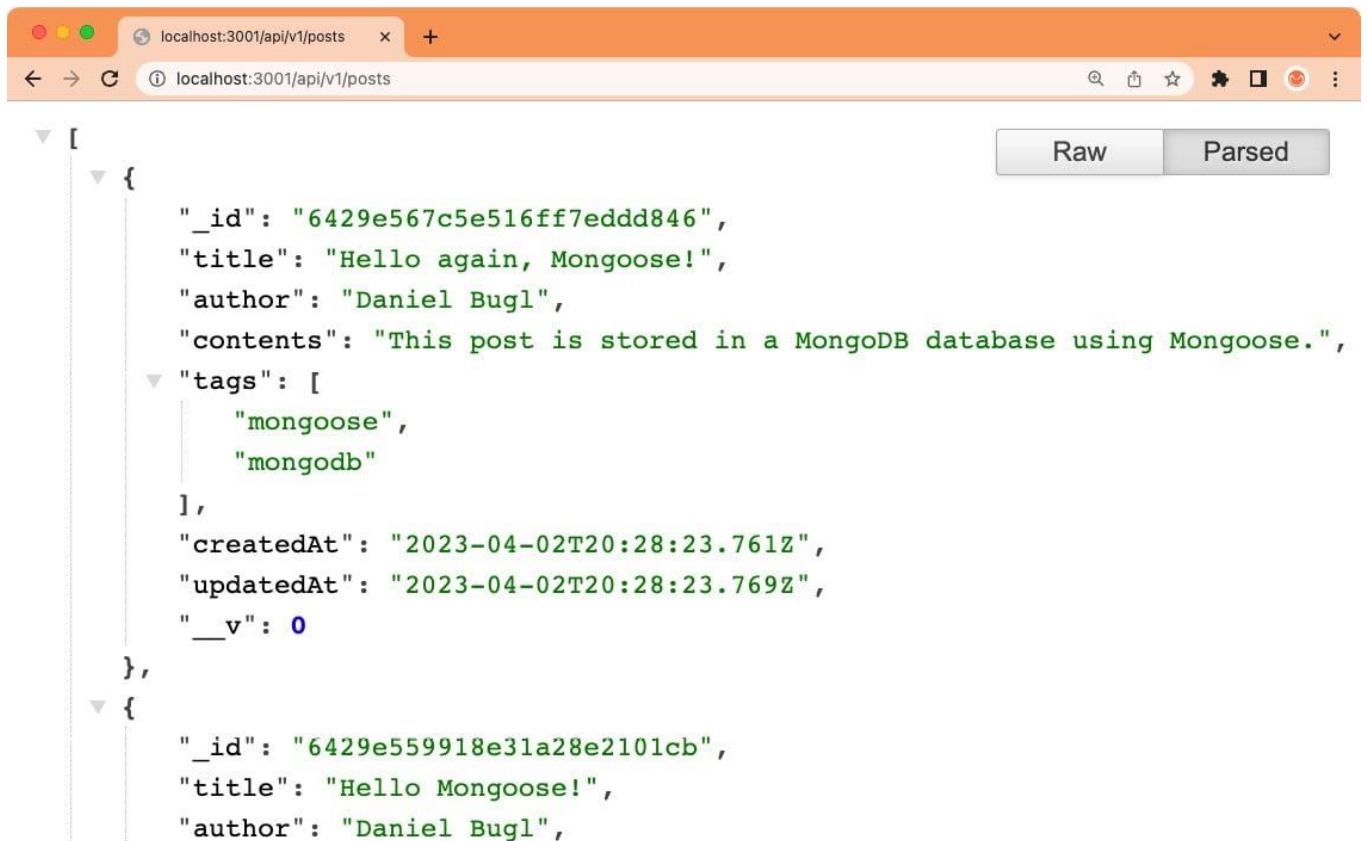 localhost:3001/api/v1/posts
localhost:3001/api/v1/posts
Raw Parsed
[
{
"_id": "6429e567c5e516ff7eddd846",
"title": "Hello again, Mongoose!",
"author": "Daniel Bugl",
"contents": "This post is stored in a MongoDB database using Mongoose.",
"tags": [
"mongoose",
"mongodb"
],
"createdAt": "2023-04-02T20:28:23.761Z",
"updatedAt": "2023-04-02T20:28:23.769Z",
"__v": 0
},
{
"_id": "6429e559918e31a28e2101cb",
"title": "Hello Mongoose!",
"author": "Daniel Bugl",